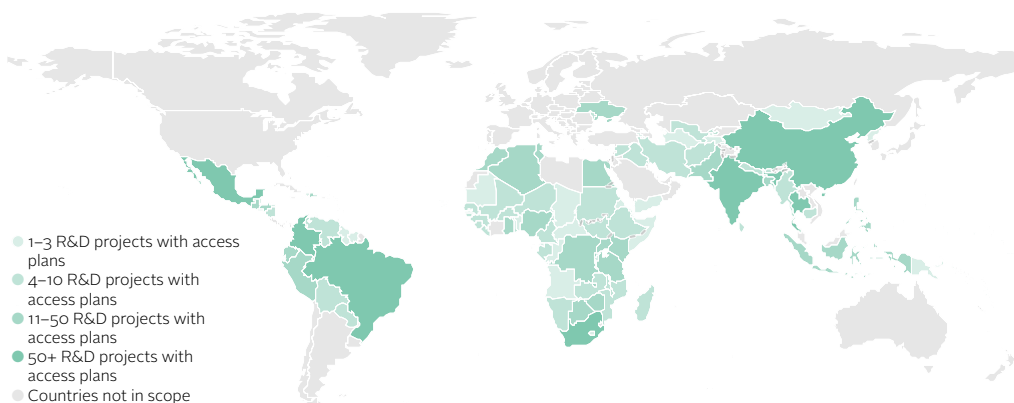 1–3 R&D projects with access
plans
4–10 R&D projects with
access plans
11–50 R&D projects with
access plans
50+ R&D projects with
access plans
Countries not in scope